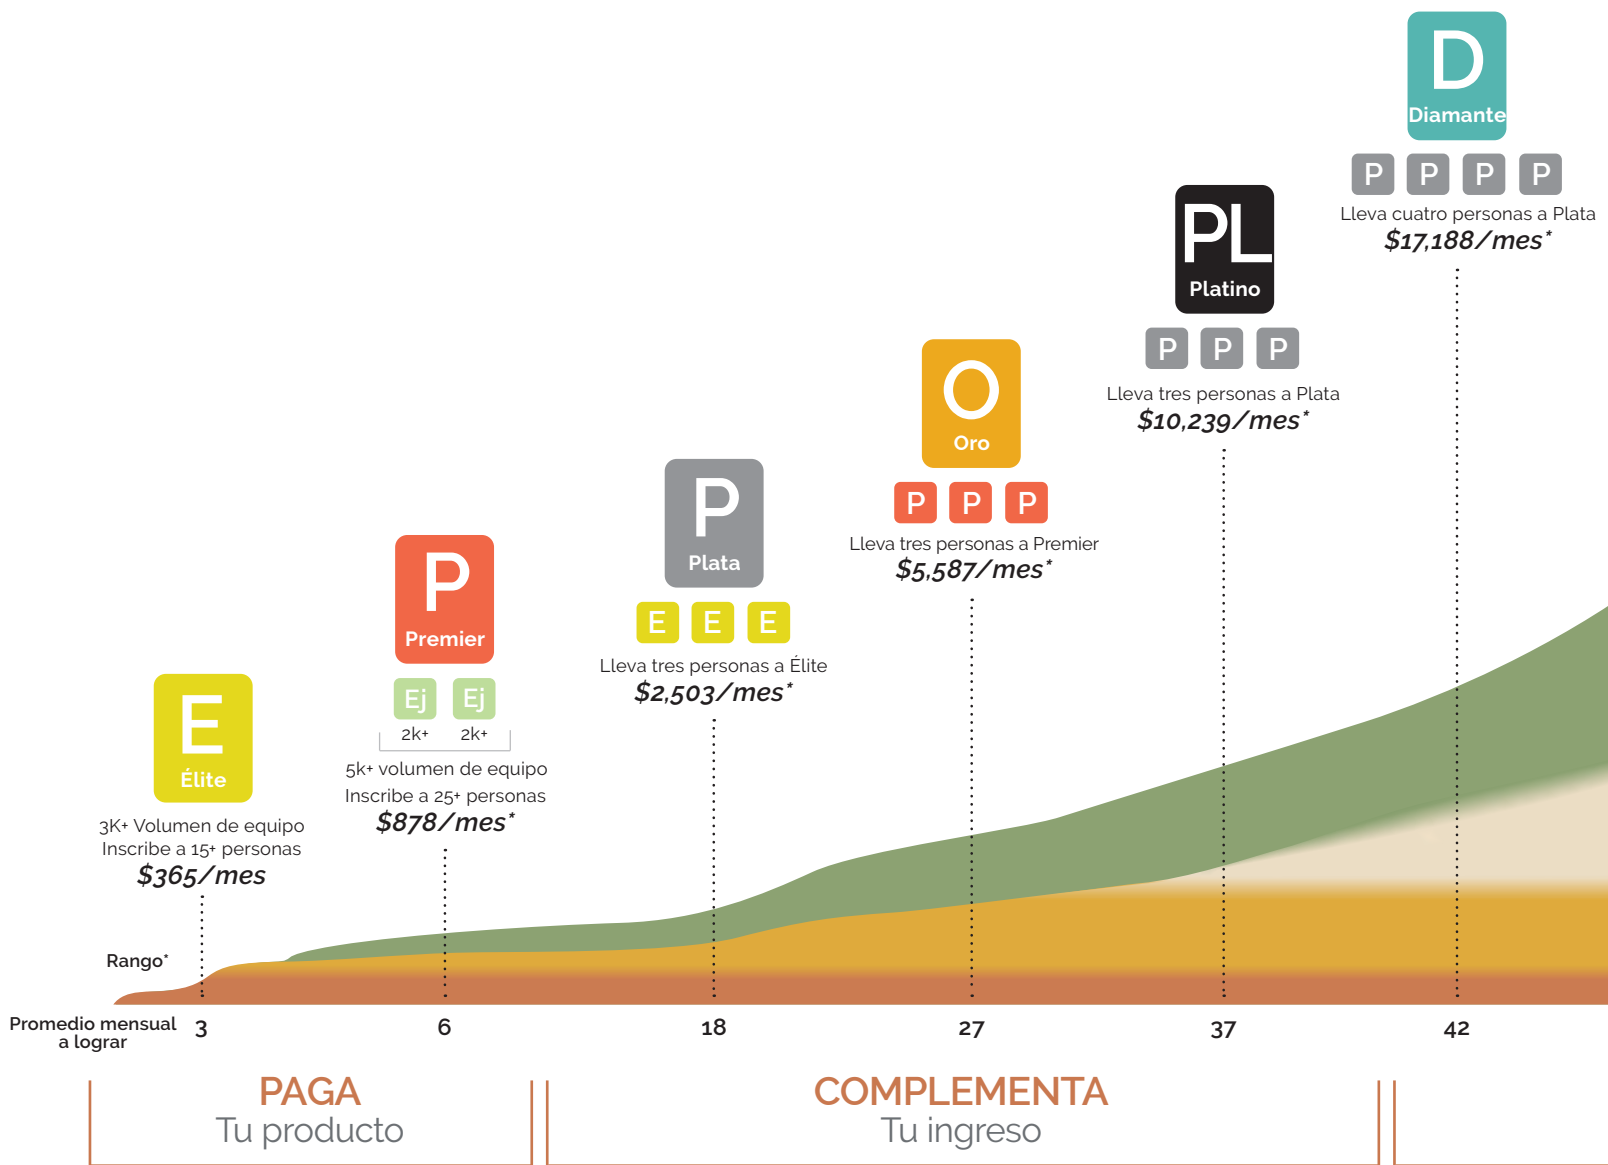 E
Élite
3K+ Volumen de equipo
Inscribe a 15+ personas
$365/mes
P
Premier
Ej Ej
2k+ 2k+
5k+ volumen de equipo
Inscribe a 25+ personas
$878/mes*
P
Plata
E E E
Lleva tres personas a Élite
$2,503/mes*
O
Oro
P P P
Lleva tres personas a Premier
$5,587/mes*
PL
Platino
P P P
Lleva tres personas a Plata
$10,239/mes*
D
Diamante
P P P P
Lleva cuatro personas a Plata
$17,188/mes*
Rango*
Promedio mensual
a lograr
3 6 18 27 37 42
PAGA
Tu producto
COMPLEMENTA
Tu ingreso